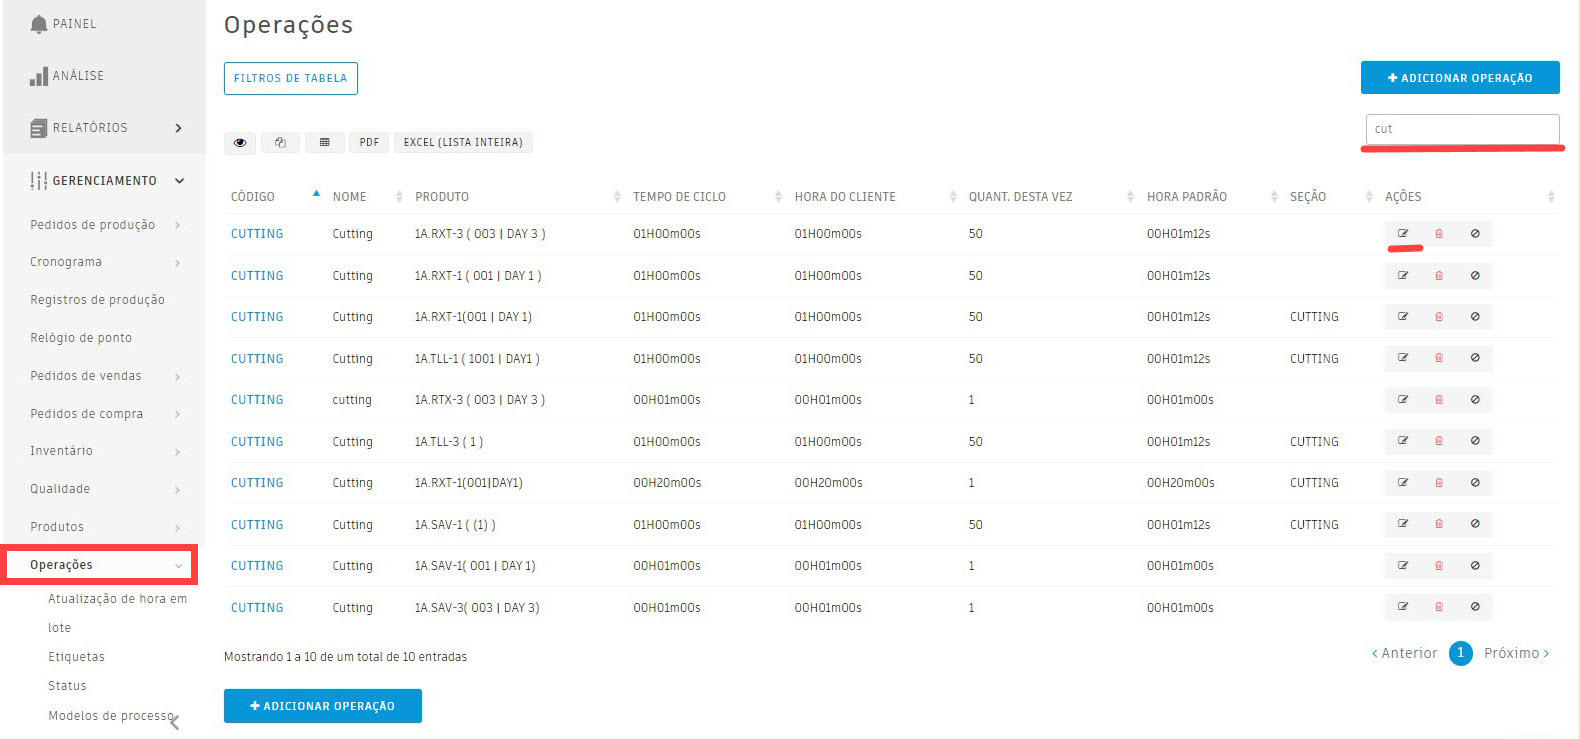 PAINEL
ANÁLISE
RELATÓRIOS
GERENCIAMENTO
Pedidos de produção
Cronograma
Registros de produção
Relógio de ponto
Pedidos de vendas
Pedidos de compra
Inventário
Qualidade
Produtos
Operações
Atualização de hora em
lote
Etiquetas
Status
Modelos de processo
Operações
FILTROS DE TABELA
+ ADICIONAR OPERAÇÃO
PDF EXCEL (LISTA INTEIRA)
cut
CÓDIGO NOME PRODUTO TEMPO DE CICLO HORA DO CLIENTE QUANT. DESTA VEZ HORA PADRÃO SEÇÃO AÇÕES
CUTTING Cutting 1A.RXT-3 ( 003 | DAY 3 ) 01H00m00s 01H00m00s 50 00H01m12s
CUTTING Cutting 1A.RXT-1 ( 001 | DAY 1 ) 01H00m00s 01H00m00s 50 00H01m12s
CUTTING Cutting 1A.RXT-1(001 | DAY 1) 01H00m00s 01H00m00s 50 00H01m12s CUTTING
CUTTING Cutting 1A.TLL-1 ( 1001 | DAY1 ) 01H00m00s 01H00m00s 50 00H01m12s CUTTING
CUTTING cutting 1A.RTX-3 ( 003 | DAY 3 ) 00H01m00s 00H01m00s 1 00H01m00s
CUTTING Cutting 1A.TLL-3 ( 1 ) 01H00m00s 01H00m00s 50 00H01m12s CUTTING
CUTTING Cutting 1A.RXT-1(001|DAY1) 00H20m00s 00H20m00s 1 00H20m00s CUTTING
CUTTING Cutting 1A.SAV-1 ( (1) ) 01H00m00s 01H00m00s 50 00H01m12s CUTTING
CUTTING Cutting 1A.SAV-1( 001 | DAY 1) 00H01m00s 00H01m00s 1 00H01m00s
CUTTING Cutting 1A.SAV-3( 003 | DAY 3) 00H01m00s 00H01m00s 1 00H01m00s
Mostrando 1 a 10 de um total de 10 entradas
‹ Anterior 1 Próximo ›
+ ADICIONAR OPERAÇÃO